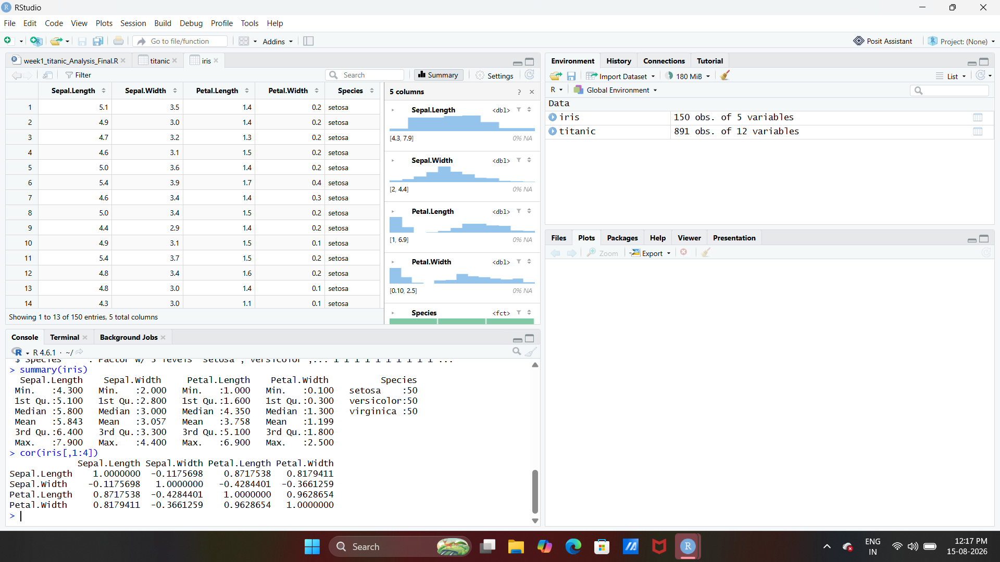 RStudio
File Edit Code View Plots Session Build Debug Profile Tools Help
Go to file/function Addins Posit Assistant Project: (None)
week1_titanic_Analysis_Final.R titanic iris
Filter Search Summary Settings
Sepal.Length Sepal.Width Petal.Length Petal.Width Species
1 5.1 3.5 1.4 0.2 setosa
2 4.9 3.0 1.4 0.2 setosa
3 4.7 3.2 1.3 0.2 setosa
4 4.6 3.1 1.5 0.2 setosa
5 5.0 3.6 1.4 0.2 setosa
6 5.4 3.9 1.7 0.4 setosa
7 4.6 3.4 1.4 0.3 setosa
8 5.0 3.4 1.5 0.2 setosa
9 4.4 2.9 1.4 0.2 setosa
10 4.9 3.1 1.5 0.1 setosa
11 5.4 3.7 1.5 0.2 setosa
12 4.8 3.4 1.6 0.2 setosa
13 4.8 3.0 1.4 0.1 setosa
14 4.3 3.0 1.1 0.1 setosa
Showing 1 to 13 of 150 entries, 5 total columns
5 columns ?
Sepal.Length <dbl>
[4.3, 7.9] 0% NA
Sepal.Width <dbl>
[2, 4.4] 0% NA
Petal.Length <dbl>
[1, 6.9] 0% NA
Petal.Width <dbl>
[0.10, 2.5] 0% NA
Species <fct>
Environment History Connections Tutorial
Import Dataset 180 MiB List
R Global Environment
Data
iris 150 obs. of 5 variables
titanic 891 obs. of 12 variables
Files Plots Packages Help Viewer Presentation
Zoom Export
Console Terminal Background Jobs
R R 4.6.1 · ~/
$ Species : Factor w/ 3 levels "setosa","versicolor",..: 1 1 1 1 1 1 1 1 1 1 ...
> summary(iris)
Sepal.Length Sepal.Width Petal.Length Petal.Width Species
Min. :4.300 Min. :2.000 Min. :1.000 Min. :0.100 setosa :50
1st Qu.:5.100 1st Qu.:2.800 1st Qu.:1.600 1st Qu.:0.300 versicolor:50
Median :5.800 Median :3.000 Median :4.350 Median :1.300 virginica :50
Mean :5.843 Mean :3.057 Mean :3.758 Mean :1.199
3rd Qu.:6.400 3rd Qu.:3.300 3rd Qu.:5.100 3rd Qu.:1.800
Max. :7.900 Max. :4.400 Max. :6.900 Max. :2.500
> cor(iris[,1:4])
Sepal.Length Sepal.Width Petal.Length Petal.Width
Sepal.Length 1.0000000 -0.1175698 0.8717538 0.8179411
Sepal.Width -0.1175698 1.0000000 -0.4284401 -0.3661259
Petal.Length 0.8717538 -0.4284401 1.0000000 0.9628654
Petal.Width 0.8179411 -0.3661259 0.9628654 1.0000000
>
Search
R
ENG
IN
12:17 PM
15-08-2026